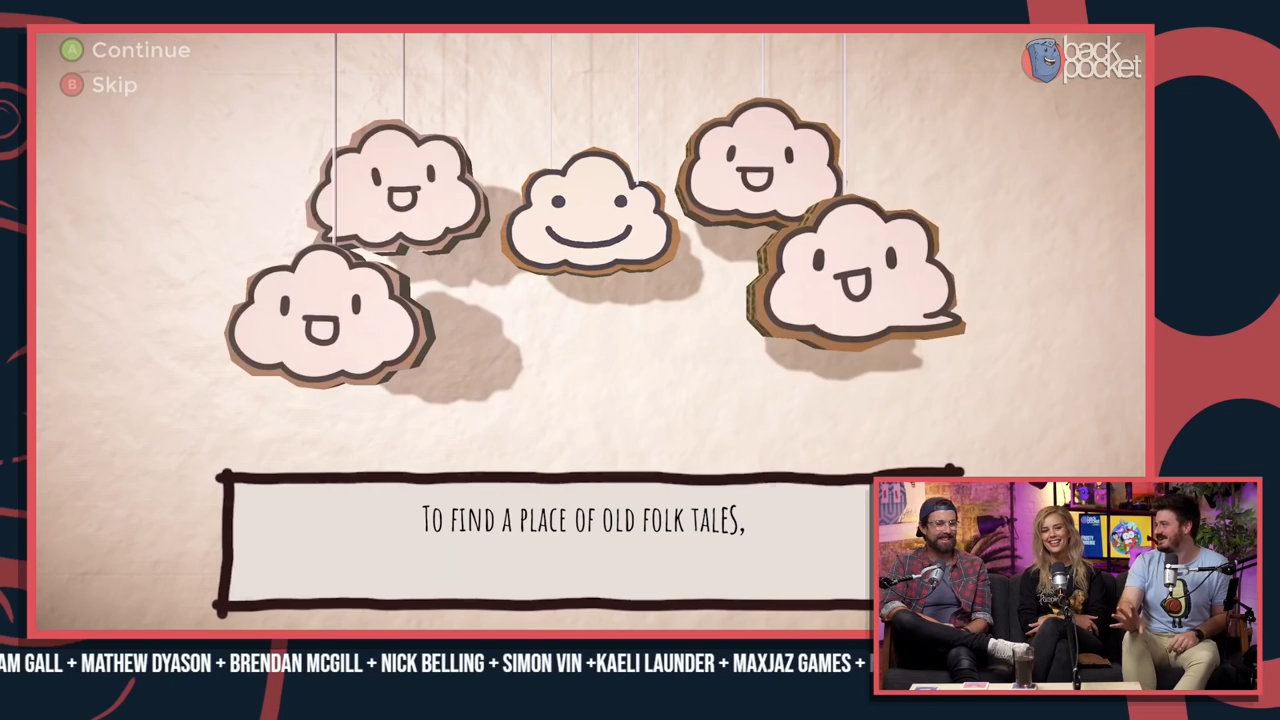 A Continue
B Skip
back
pocket
TO FIND A PLACE OF OLD FOLK TALES,
AM GALL + MATHEW DYASON + BRENDAN MCGILL + NICK BELLING + SIMON VIN +KAELI LAUNDER + MAXJAZ GAMES +